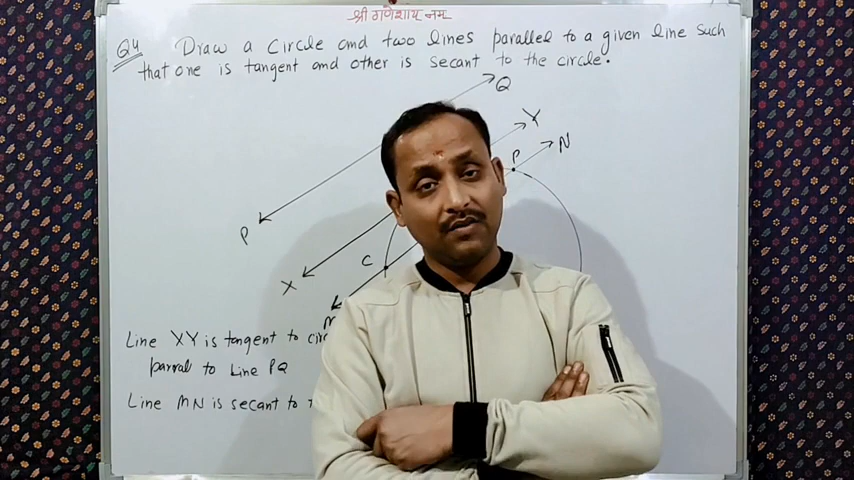 श्री गणेशाय नमः
Q4 Draw a circle and two lines parallel to a given line such
that one is tangent and other is secant to the circle.
Q
Y
P
N
P
C
X
M
Line XY is tangent to
parral to Line PQ
Line MN is secant to